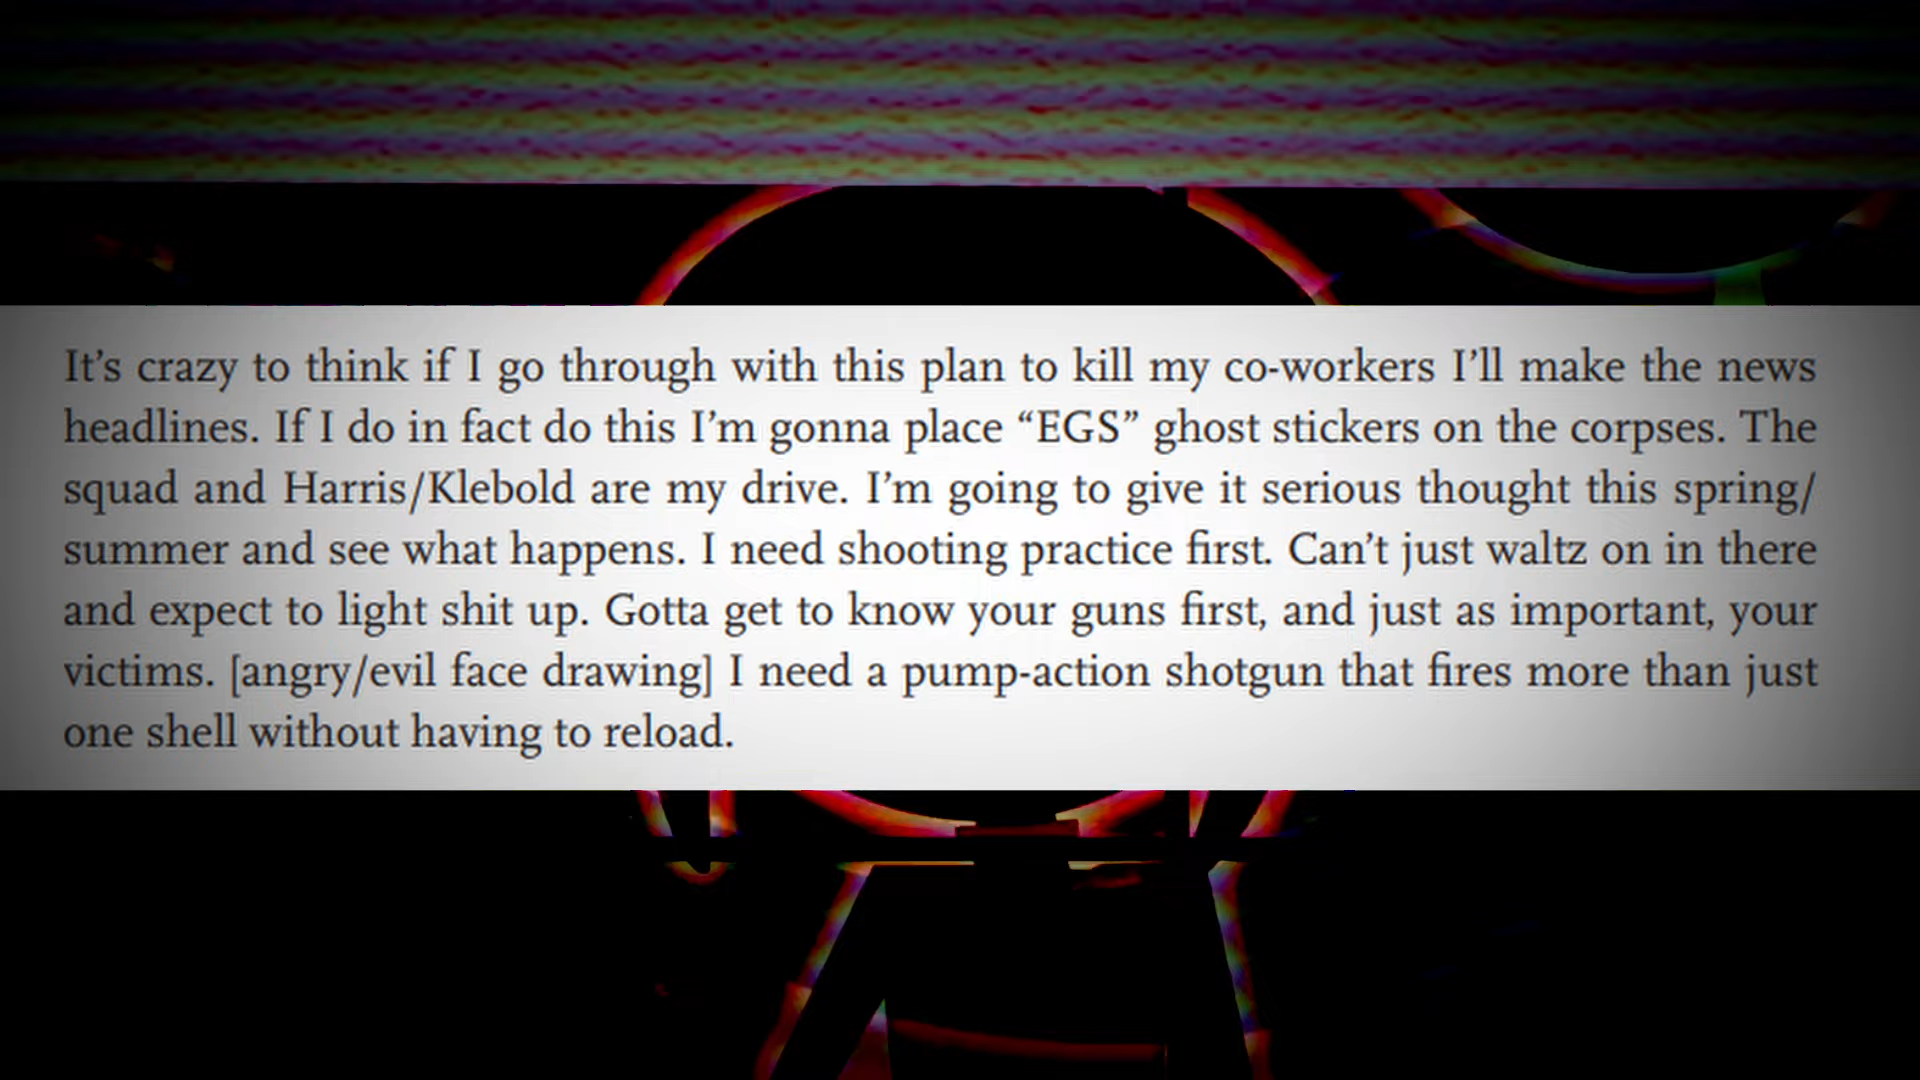 It’s crazy to think if I go through with this plan to kill my co-workers I’ll make the news
headlines. If I do in fact do this I’m gonna place “EGS” ghost stickers on the corpses. The
squad and Harris/Klebold are my drive. I’m going to give it serious thought this spring/
summer and see what happens. I need shooting practice first. Can’t just waltz on in there
and expect to light shit up. Gotta get to know your guns first, and just as important, your
victims. [angry/evil face drawing] I need a pump-action shotgun that fires more than just
one shell without having to reload.